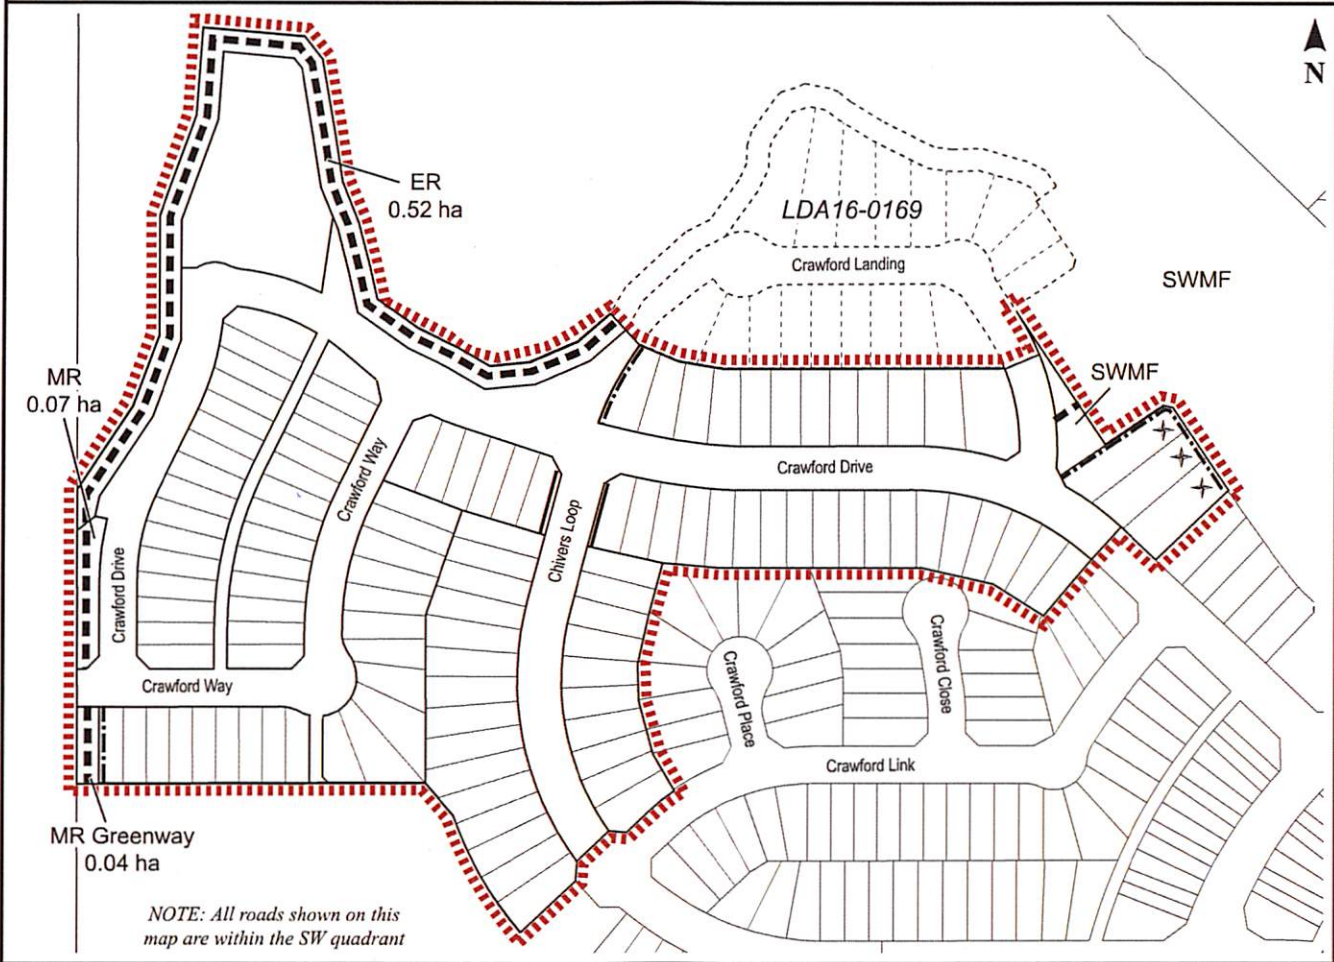 N
ER
0.52 ha
LDA16-0169
Crawford Landing
SWMF
SWMF
MR
0.07 ha
Crawford Way
Crawford Drive
Chivers Loop
Crawford Drive
Crawford Way
Crawford Place
Crawford Close
Crawford Link
MR Greenway
0.04 ha
NOTE: All roads shown on this
map are within the SW quadrant